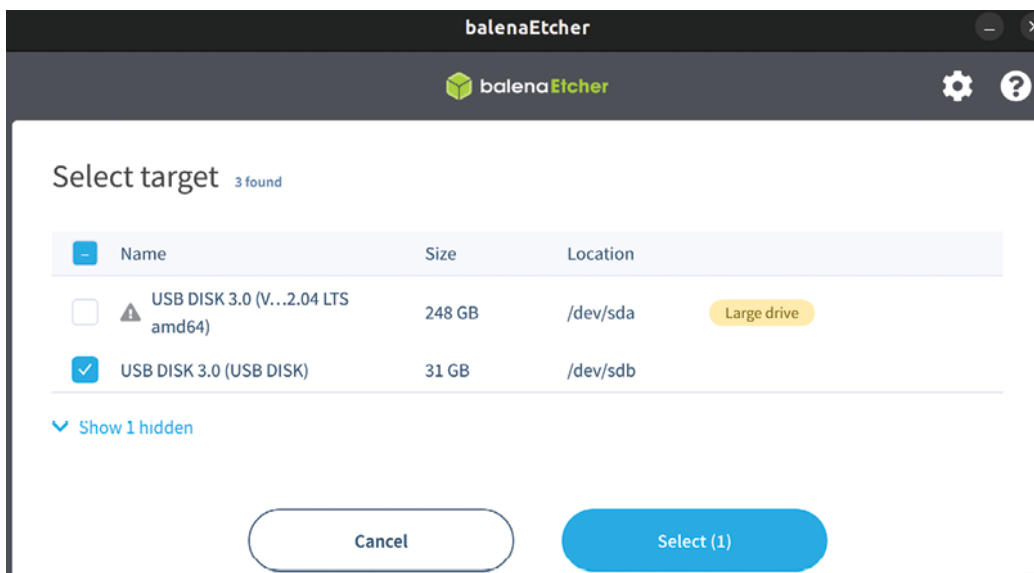 balenaEtcher
balenaEtcher
Select target 3 found
Name Size Location
USB DISK 3.0 (V...2.04 LTS
amd64) 248 GB /dev/sda Large drive
USB DISK 3.0 (USB DISK) 31 GB /dev/sdb
Show 1 hidden
Cancel Select (1)